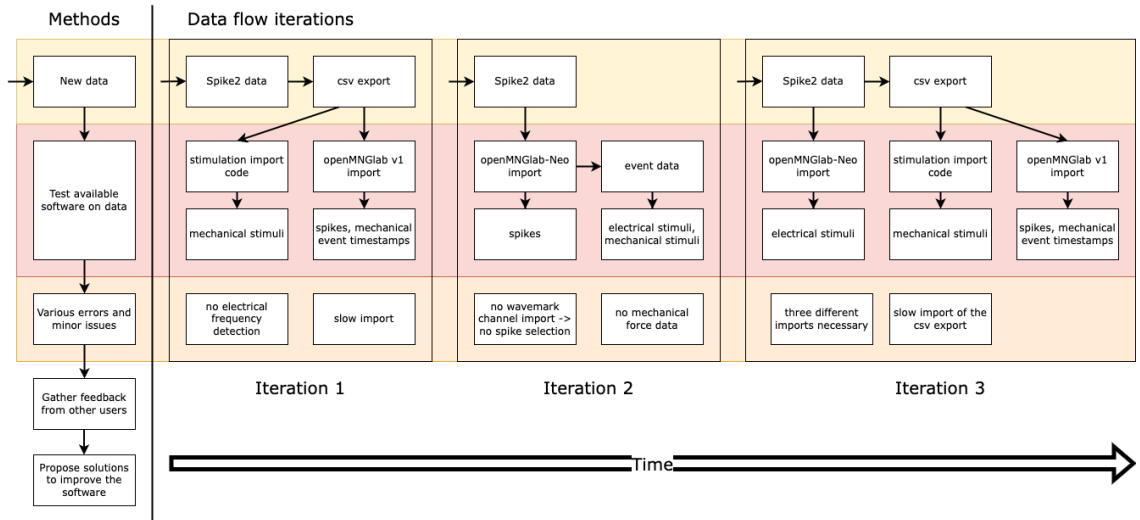 Methods
Data flow iterations
New data
Test available
software on data
Various errors and
minor issues
Gather feedback
from other users
Propose solutions
to improve the
software
Spike2 data
csv export
stimulation import
code
openMNGlab v1
import
mechanical stimuli
spikes, mechanical
event timestamps
no electrical
frequency
detection
slow import
Iteration 1
Spike2 data
openMNGlab-Neo
import
event data
spikes
electrical stimuli,
mechanical stimuli
no wavemark
channel import ->
no spike selection
no mechanical
force data
Iteration 2
Spike2 data
csv export
openMNGlab-Neo
import
stimulation import
code
openMNGlab v1
import
electrical stimuli
mechanical stimuli
spikes, mechanical
event timestamps
three different
imports necessary
slow import of the
csv export
Iteration 3
Time